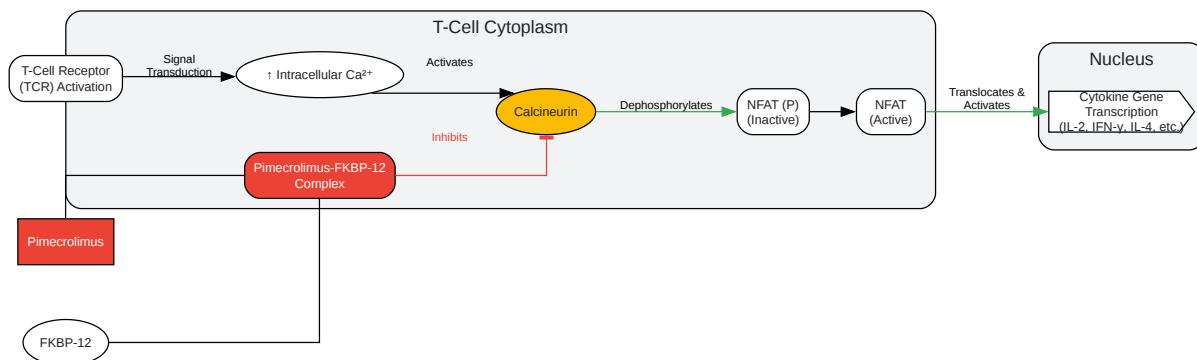 T-Cell Cytoplasm
T-Cell Receptor
(TCR) Activation
Signal
Transduction
↑ Intracellular Ca²⁺
Activates
Calcineurin
Dephosphorylates
NFAT (P)
(Inactive)
NFAT
(Active)
Translocates &
Activates
Nucleus
Cytokine Gene
Transcription
(IL-2, IFN-γ, IL-4, etc.)
Inhibits
Pimecrolimus-FKBP-12
Complex
Pimecrolimus
FKBP-12